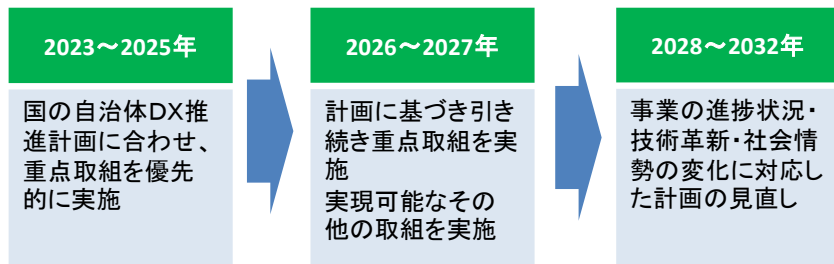 2023～2025年
国の自治体DX推
進計画に合わせ、
重点取組を優先
的に実施
2026～2027年
計画に基づき引き
続き重点取組を実
施
実現可能なその
他の取組を実施
2028～2032年
事業の進捗状況・
技術革新・社会情
勢の変化に対応し
た計画の見直し